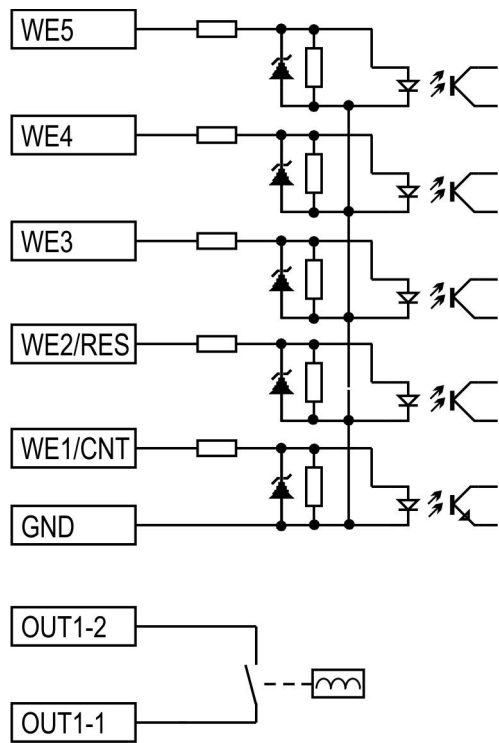 WE5
WE4
WE3
WE2/RES
WE1/CNT
GND
OUT1-2
OUT1-1